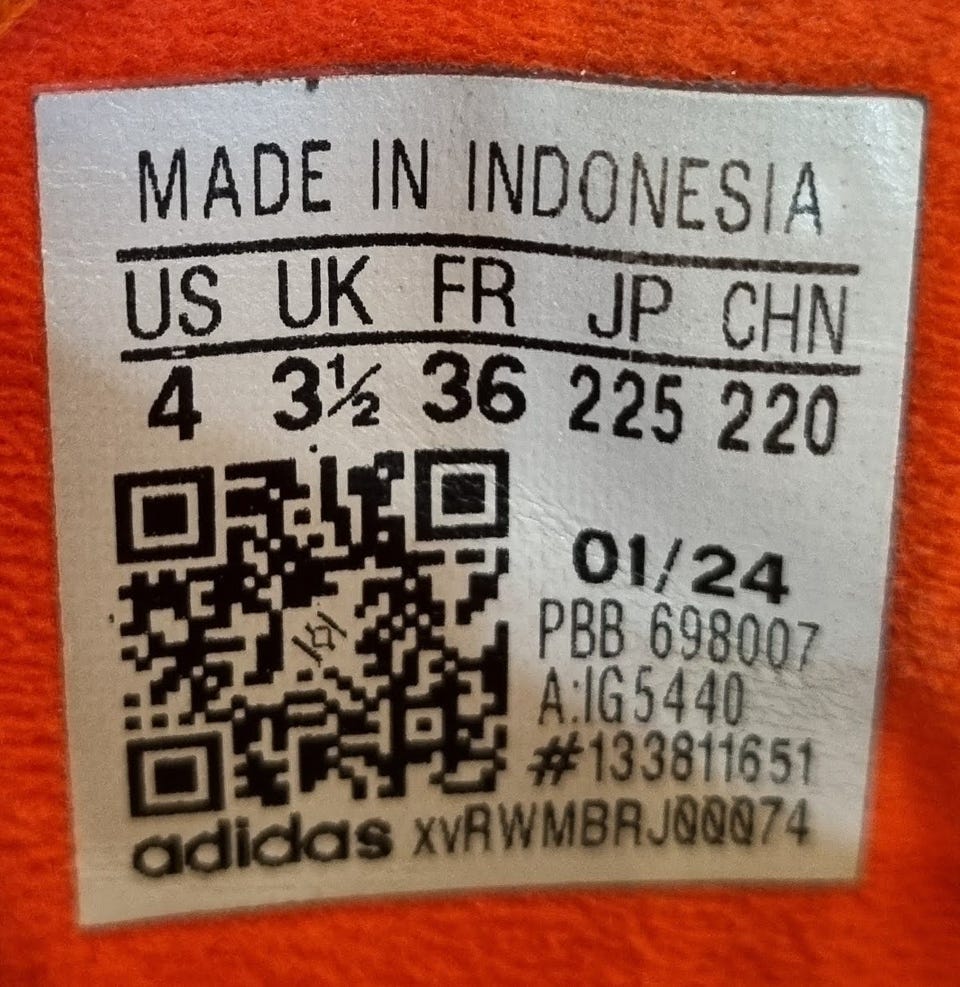 MADE IN INDONESIA
US UK FR JP CHN
4 3½ 36 225 220
01/24
PBB 698007
A:IG5440
#133811651
adidas xvRWMBRJ00074